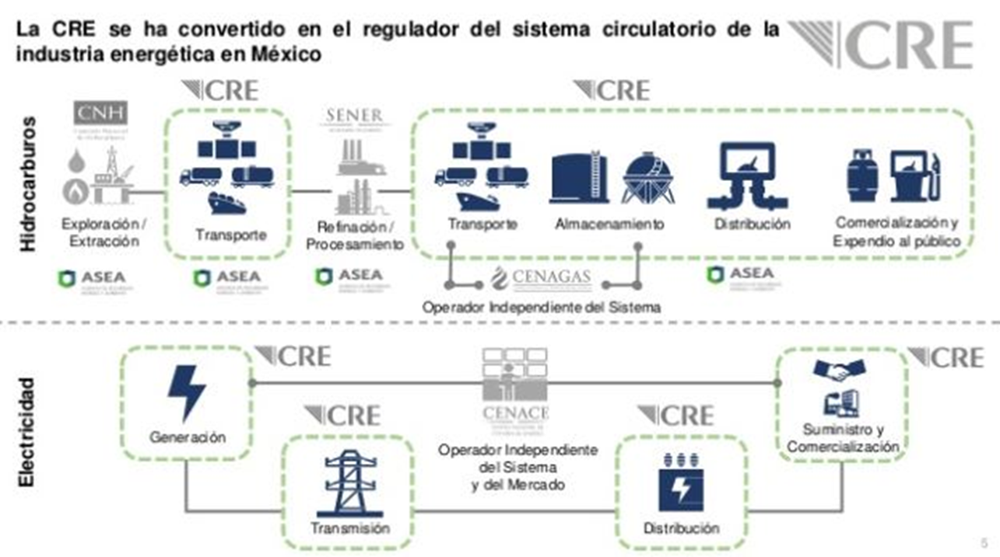 La CRE se ha convertido en el regulador del sistema circulatorio de la
industria energética en México
CRE
Hidrocarburos
CNH
CRE
SENER
CRE
Exploración /
Extracción
Transporte
Refinación /
Procesamiento
Transporte
Almacenamiento
Distribución
Comercialización y
Expendio al público
ASEA
ASEA
ASEA
CENAGAS
ASEA
Operador Independiente del Sistema
Electricidad
CRE
CRE
Generación
CRE
CENACE
CRE
Suministro y
Comercialización
Operador Independiente
del Sistema
y del Mercado
Transmisión
Distribución
5